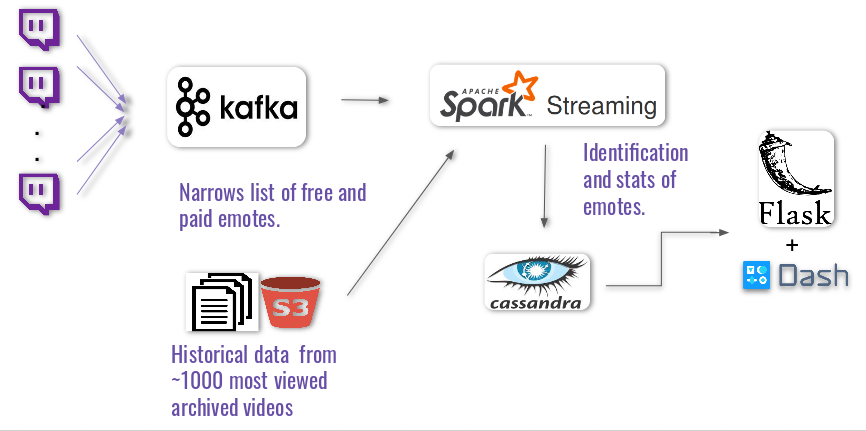 kafka
APACHE
Spark Streaming
TM
Narrows list of free and
paid emotes.
Identification
and stats of
emotes.
Flask
+
Dash
cassandra
S3
Historical data from
~1000 most viewed
archived videos